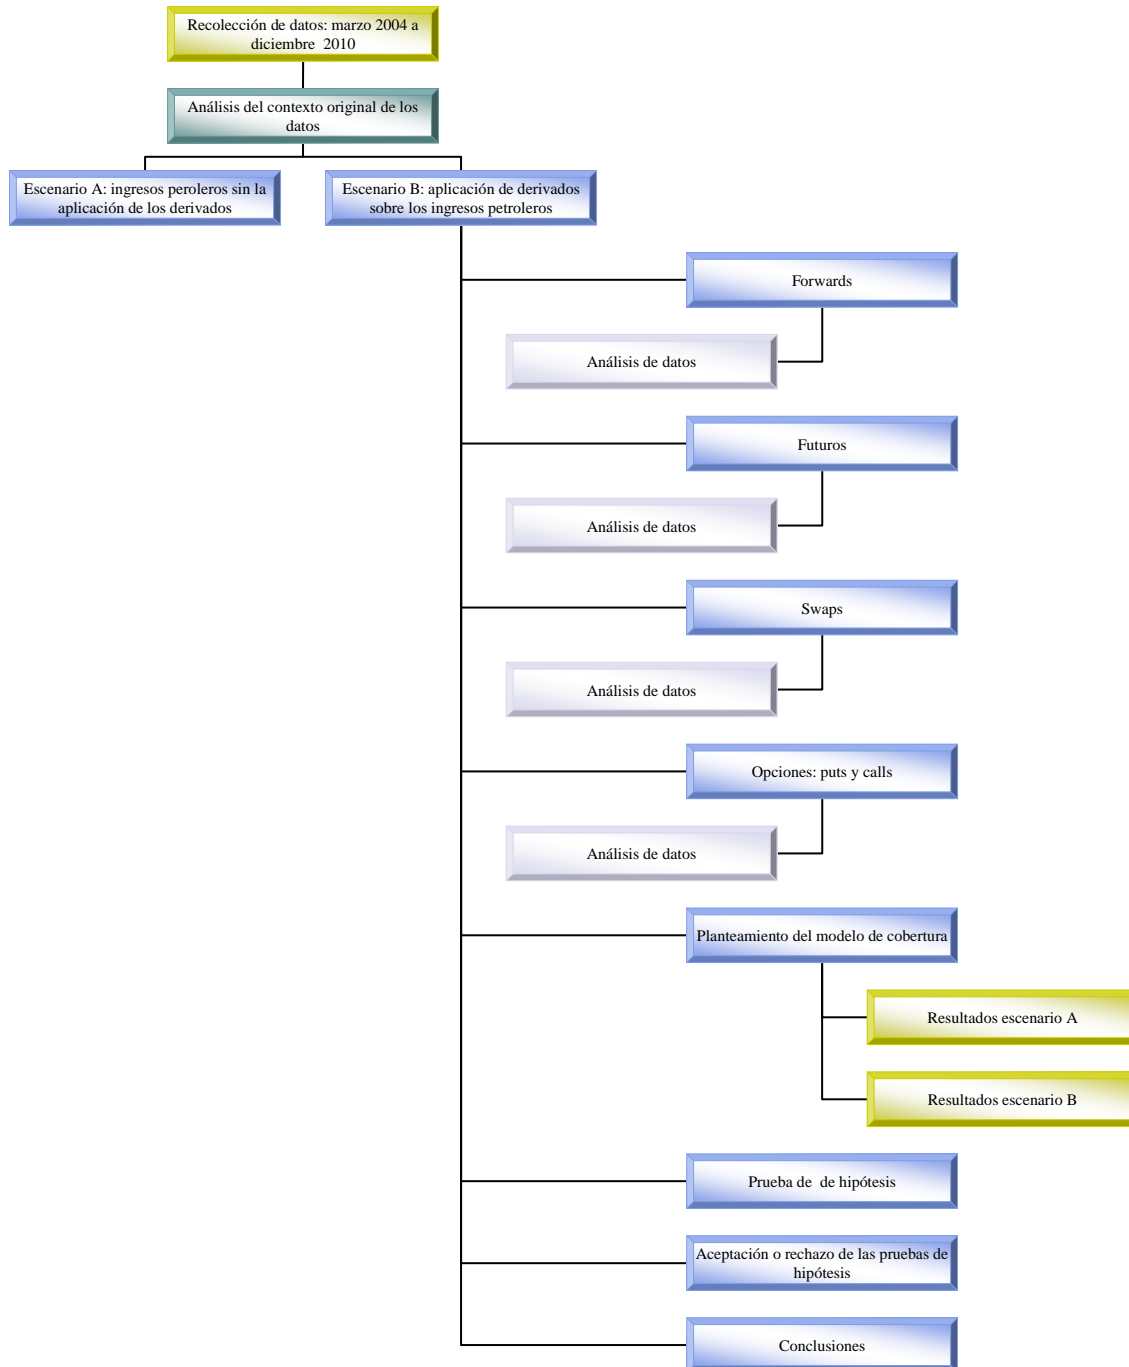 Recolección de datos: marzo 2004 a
diciembre  2010
Análisis del contexto original de los
datos
Escenario A: ingresos peroleros sin la
aplicación de los derivados
Escenario B: aplicación de derivados
sobre los ingresos petroleros
Forwards
Análisis de datos
Futuros
Análisis de datos
Swaps
Análisis de datos
Opciones: puts y calls
Análisis de datos
Planteamiento del modelo de cobertura
Resultados escenario A
Resultados escenario B
Prueba de  de hipótesis
Aceptación o rechazo de las pruebas de
hipótesis
Conclusiones